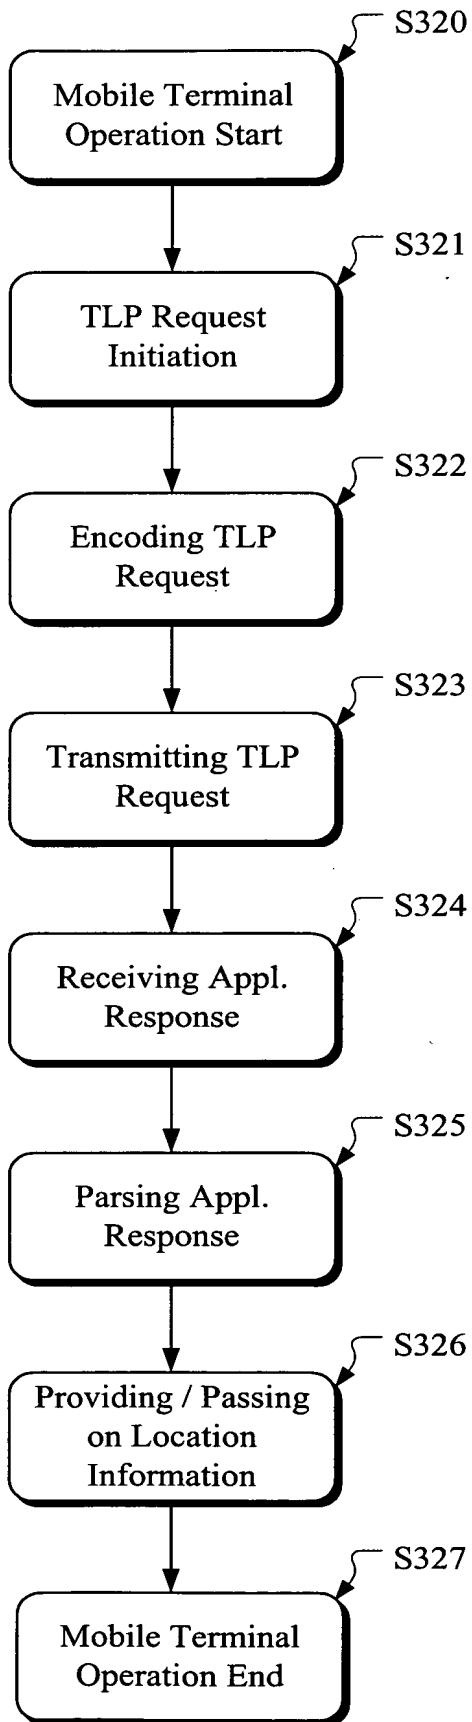 S320
Mobile Terminal
Operation Start
S321
TLP Request
Initiation
S322
Encoding TLP
Request
S323
Transmitting TLP
Request
S324
Receiving Appl.
Response
S325
Parsing Appl.
Response
S326
Providing / Passing
on Location
Information
S327
Mobile Terminal
Operation End